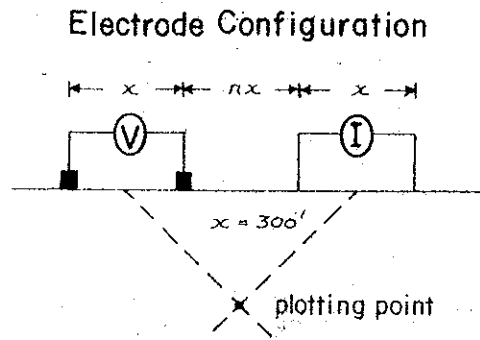 Electrode Configuration
x nx x
V I
x = 300'
plotting point